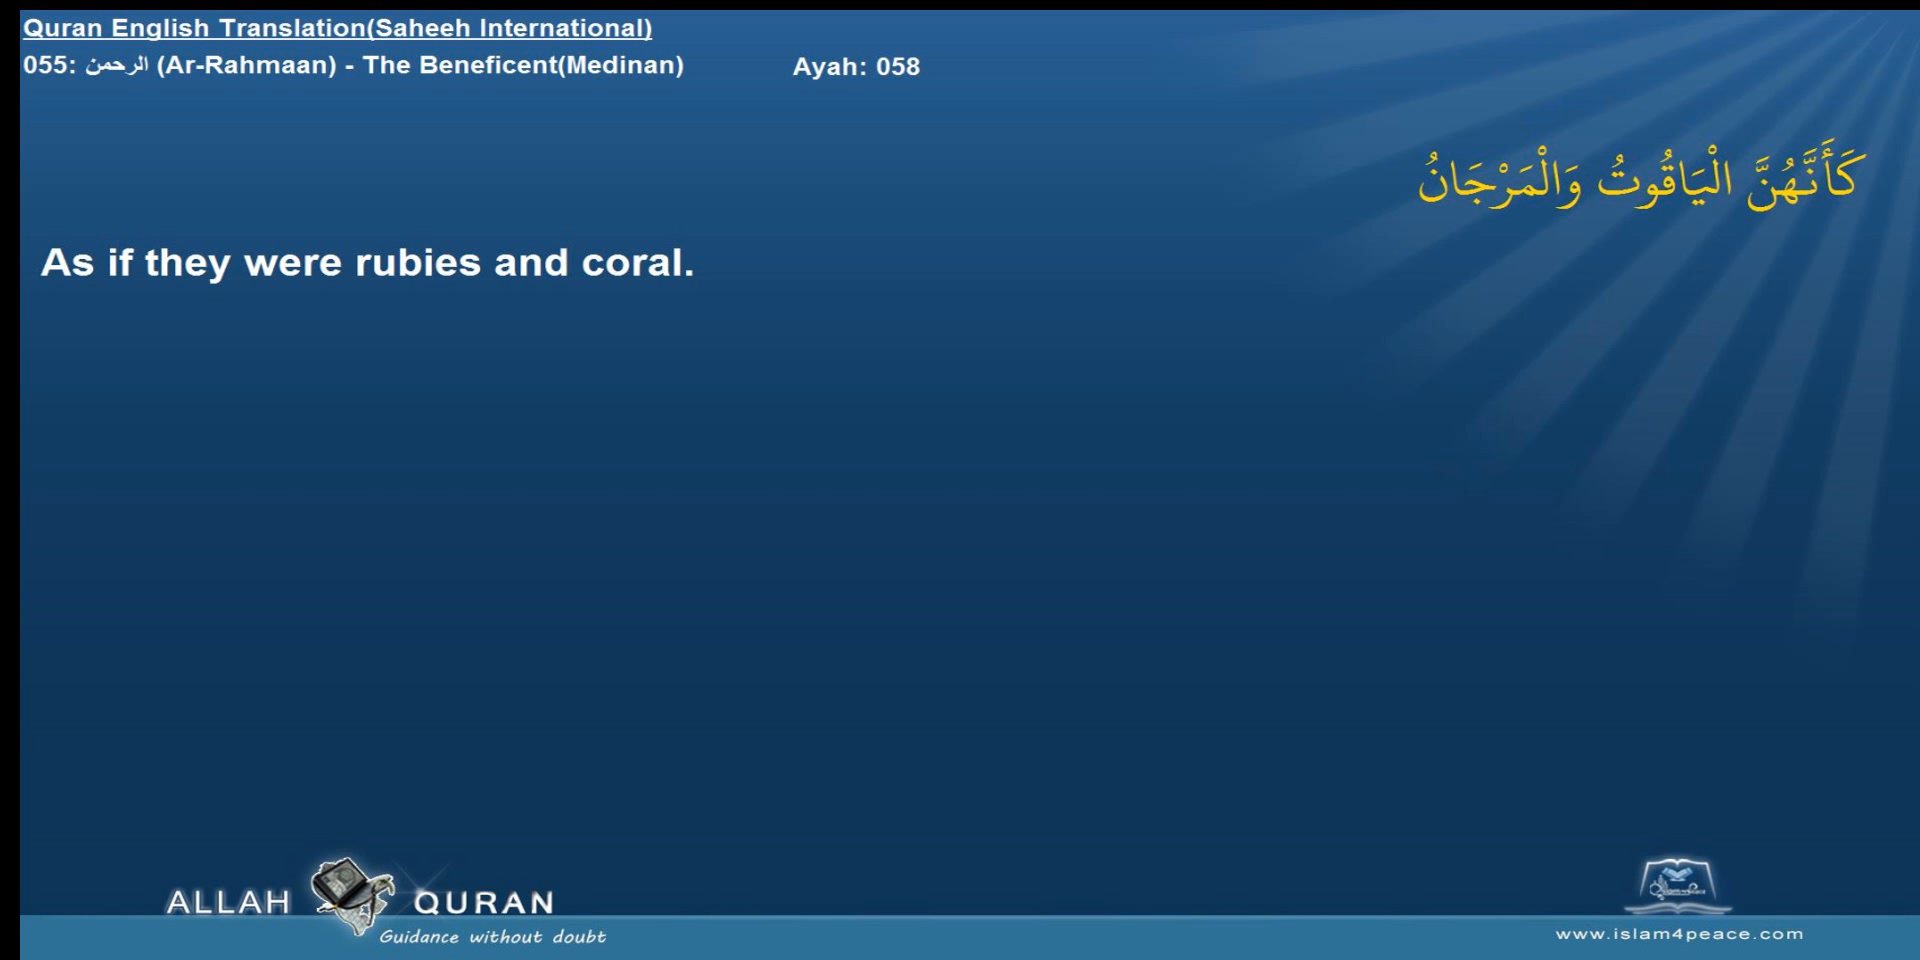 Quran English Translation(Saheeh International)
055: الرحمن (Ar-Rahmaan) - The Beneficent(Medinan) Ayah: 058
كَأَنَّهُنَّ الْيَاقُوتُ وَالْمَرْجَانُ
As if they were rubies and coral.
ALLAH QURAN
Guidance without doubt
www.islam4peace.com